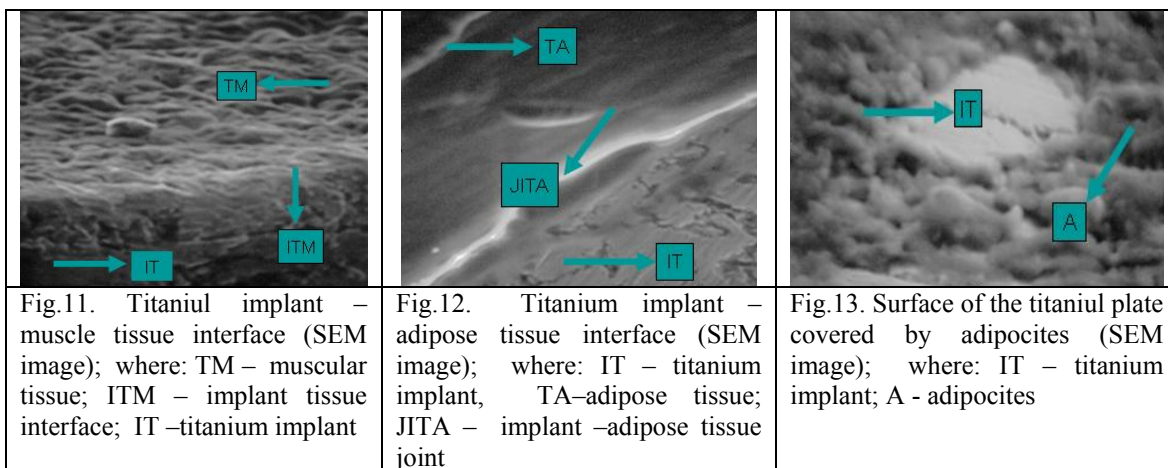 TM
ITM
IT
TA
JITA
IT
IT
A
Fig.11. Titaniul implant –
muscle tissue interface (SEM
image); where: TM – muscular
tissue; ITM – implant tissue
interface; IT –titanium implant
Fig.12. Titanium implant –
adipose tissue interface (SEM
image); where: IT – titanium
implant, TA–adipose tissue;
JITA – implant –adipose tissue
joint
Fig.13. Surface of the titaniul plate
covered by adipocites (SEM
image); where: IT – titanium
implant; A - adipocites